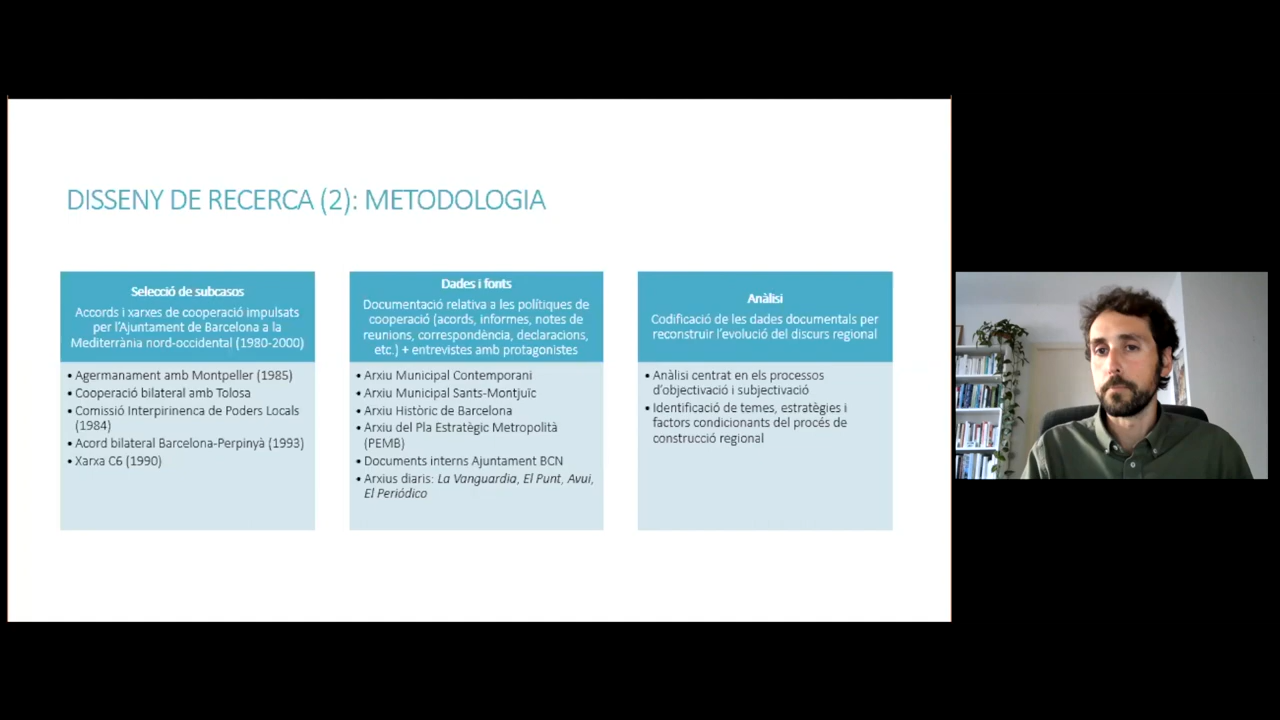 DISSENY DE RECERCA (2): METODOLOGIA
Selecció de subcasos
Accords i xarxes de cooperació impulsats
per l'Ajuntament de Barcelona a la
Mediterrània nord-occidental (1980-2000)
• Agermanament amb Montpeller (1985)
• Cooperació bilateral amb Tolosa
• Comissió Interpirinenca de Poders Locals
(1984)
• Acord bilateral Barcelona-Perpinyà (1993)
• Xarxa C6 (1990)
Dades i fonts
Documentació relativa a les polítiques de
cooperació (acords, informes, notes de
reunions, correspondència, declaracions,
etc.) + entrevistes amb protagonistes
• Arxiu Municipal Contemporani
• Arxiu Municipal Sants-Montjuïc
• Arxiu Històric de Barcelona
• Arxiu del Pla Estratègic Metropolità
(PEMB)
• Documents interns Ajuntament BCN
• Arxius diaris: La Vanguardia, El Punt, Avui,
El Periódico
Anàlisi
Codificació de les dades documentals per
reconstruir l'evolució del discurs regional
• Anàlisi centrat en els processos
d'objectivació i subjectivació
• Identificació de temes, estratègies i
factors condicionants del procés de
construcció regional